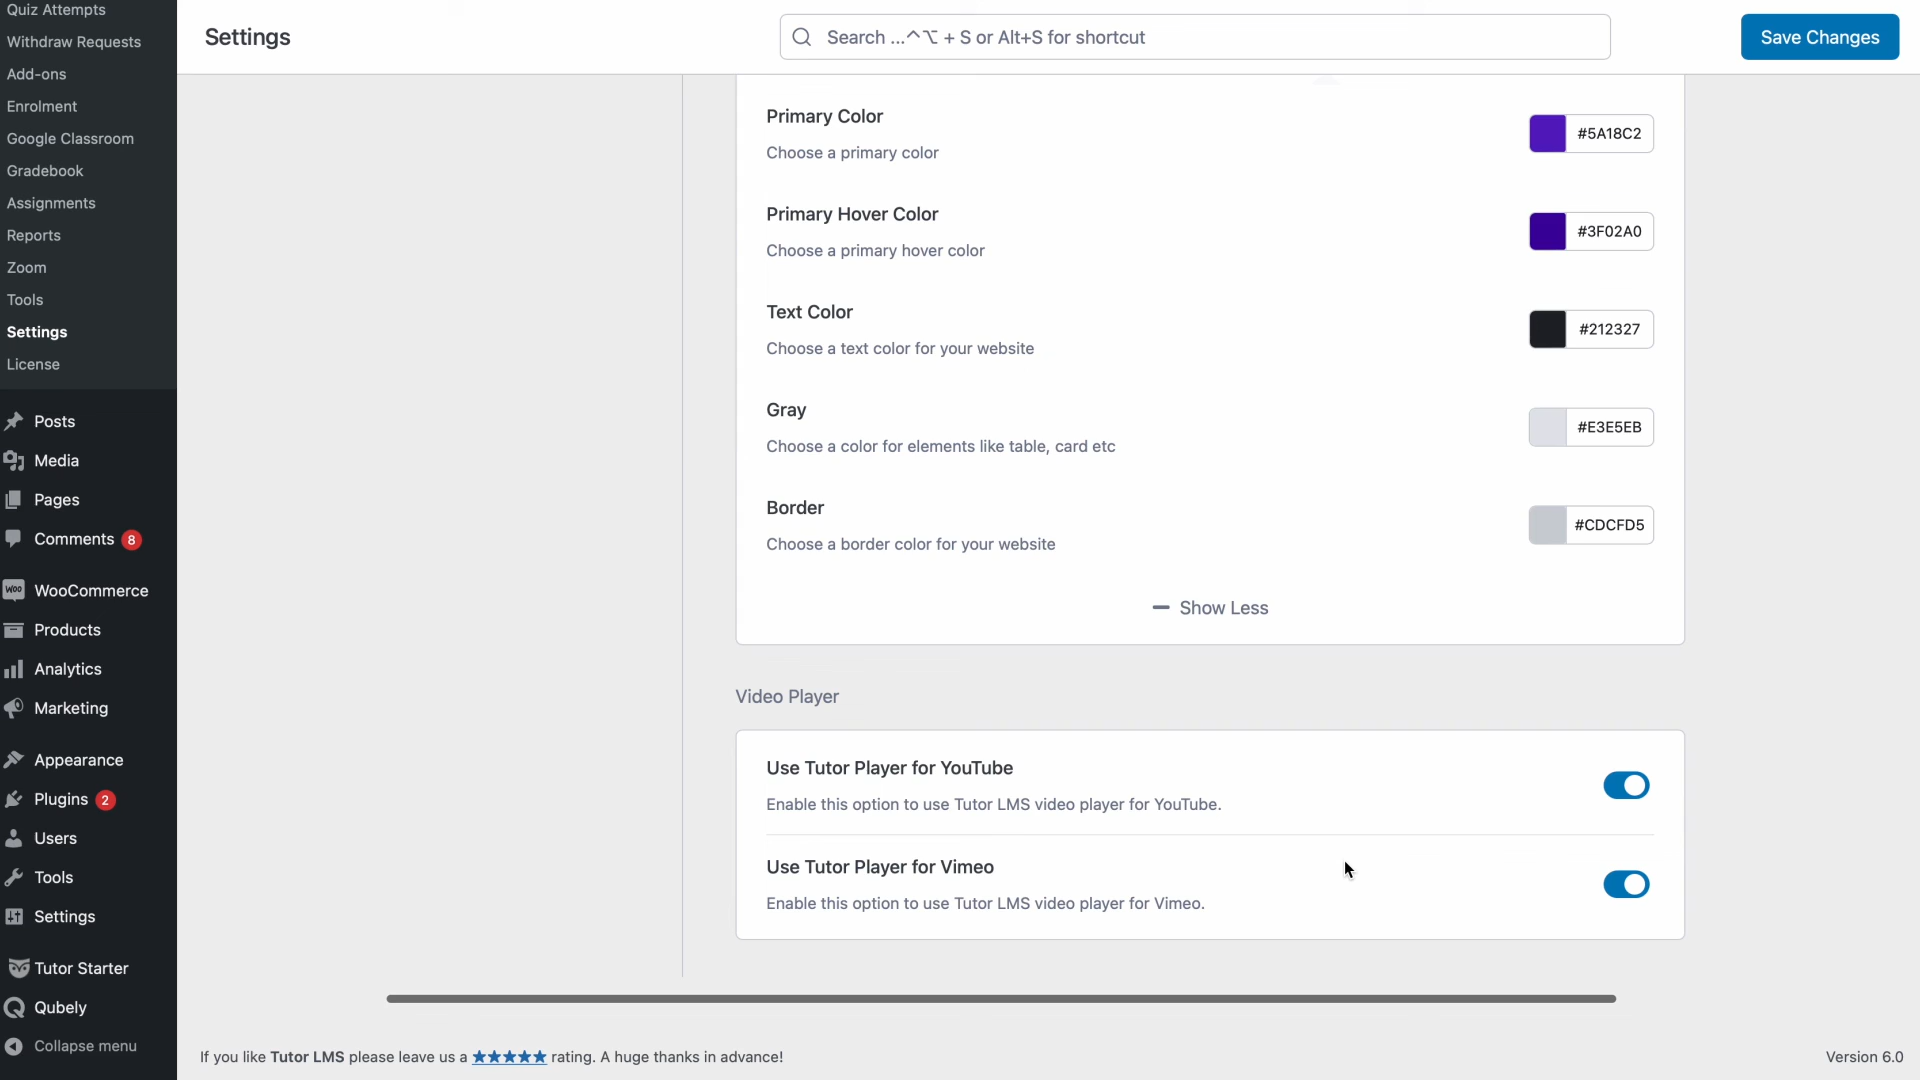 Quiz Attempts
Withdraw Requests
Add-ons
Enrolment
Google Classroom
Gradebook
Assignments
Reports
Zoom
Tools
Settings
License
Posts
Media
Pages
Comments 8
WooCommerce
Products
Analytics
Marketing
Appearance
Plugins 2
Users
Tools
Settings
Tutor Starter
Qubely
Collapse menu
Settings
Search ...^⌥ + S or Alt+S for shortcut
Save Changes
Primary Color
Choose a primary color
#5A18C2
Primary Hover Color
Choose a primary hover color
#3F02A0
Text Color
Choose a text color for your website
#212327
Gray
Choose a color for elements like table, card etc
#E3E5EB
Border
Choose a border color for your website
#CDCFD5
Show Less
Video Player
Use Tutor Player for YouTube
Enable this option to use Tutor LMS video player for YouTube.
Use Tutor Player for Vimeo
Enable this option to use Tutor LMS video player for Vimeo.
If you like Tutor LMS please leave us a ★★★★★ rating. A huge thanks in advance!
Version 6.0